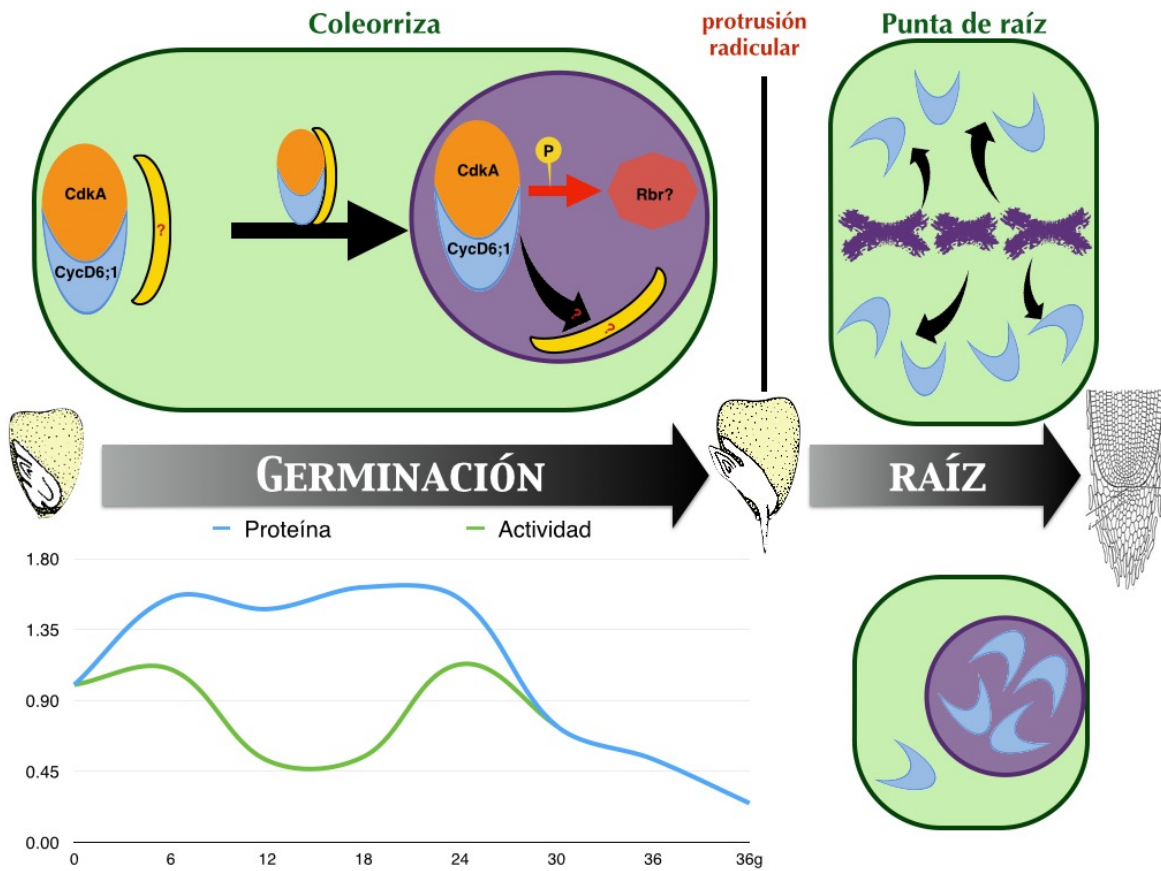 Coleorriza
protrusión
radicular
Punta de raíz
CdkA
CycD6;1
?
CdkA
CycD6;1
P
Rbr?
?
?
GERMINACIÓN
RAÍZ
Proteína
Actividad
1.80
1.35
0.90
0.45
0.00
0
6
12
18
24
30
36
36g